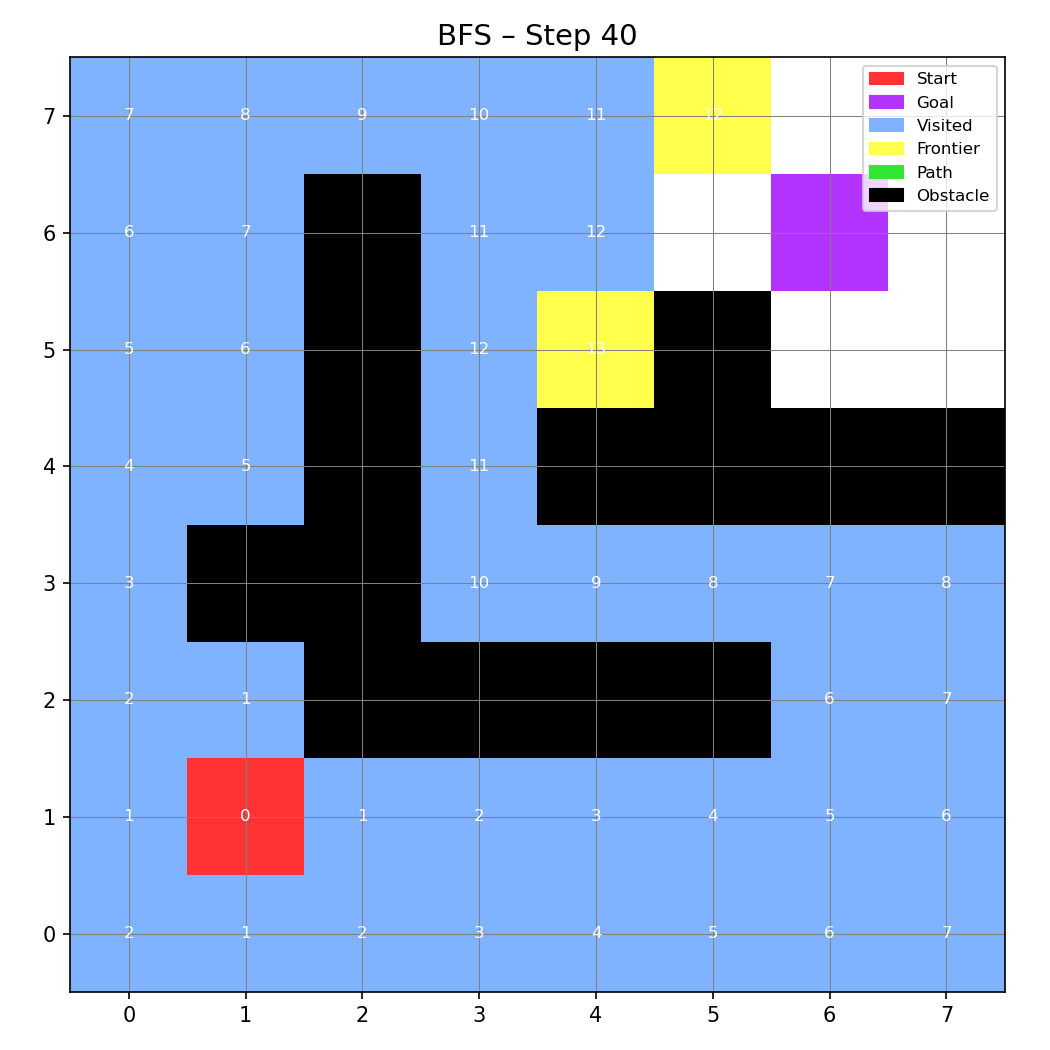 BFS – Step 40
Start
Goal
Visited
Frontier
Path
Obstacle
7 7 8 9 10 11 12
6 6 7 11 12
5 5 6 12 13
4 4 5 11
3 3 10 9 8 7 8
2 2 1 6 7
1 1 0 1 2 3 4 5 6
0 2 1 2 3 4 5 6 7
0 1 2 3 4 5 6 7